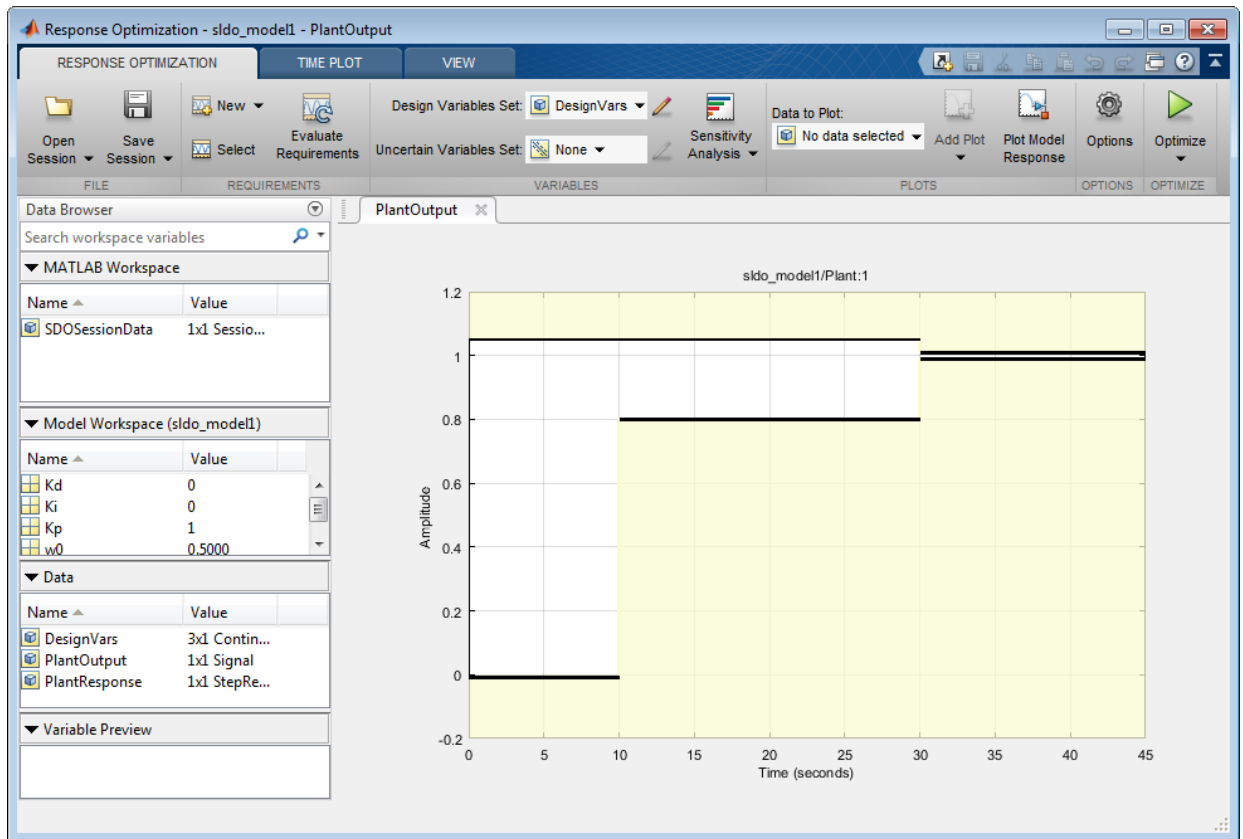 Response Optimization - sldo_model1 - PlantOutput
RESPONSE OPTIMIZATION
TIME PLOT
VIEW
Open Session
Save Session
New
Select
Evaluate Requirements
Design Variables Set: DesignVars
Uncertain Variables Set: None
Sensitivity Analysis
Data to Plot:
No data selected
Add Plot
Plot Model Response
Options
Optimize
FILE
REQUIREMENTS
VARIABLES
PLOTS
OPTIONS
OPTIMIZE
Data Browser
Search workspace variables
MATLAB Workspace
Name Value
SDOSessionData 1x1 Sessio...
Model Workspace (sldo_model1)
Name Value
Kd 0
Ki 0
Kp 1
w0 0.5000
Data
Name Value
DesignVars 3x1 Contin...
PlantOutput 1x1 Signal
PlantResponse 1x1 StepRe...
Variable Preview
PlantOutput
sldo_model1/Plant:1
1.2
1
0.8
0.6
0.4
0.2
0
-0.2
Amplitude
0 5 10 15 20 25 30 35 40 45
Time (seconds)